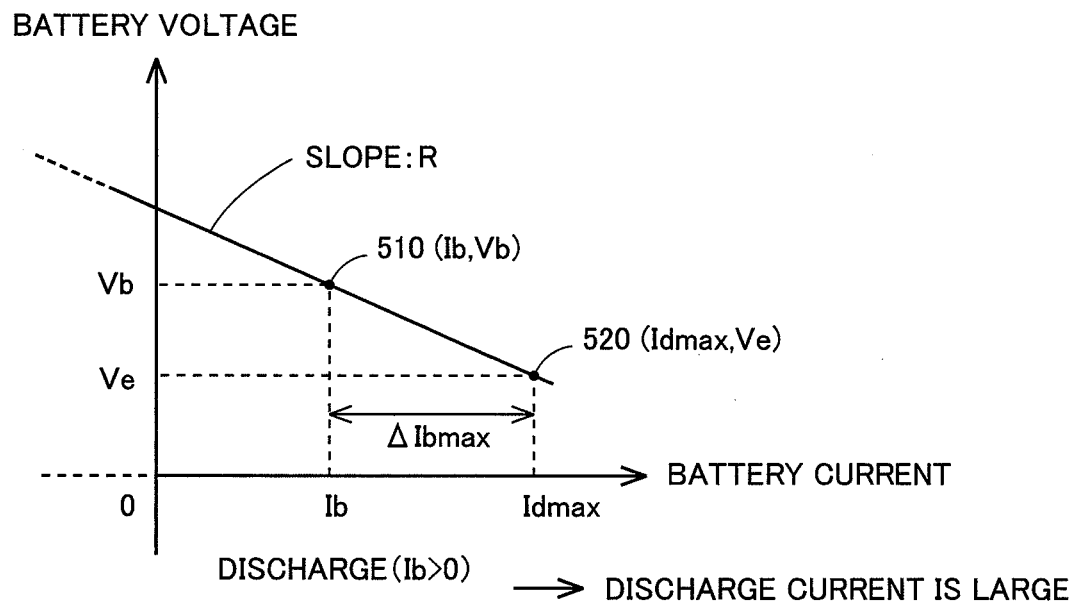 BATTERY VOLTAGE
SLOPE:R
510 (Ib,Vb)
Vb
520 (Idmax,Ve)
Ve
Δ Ibmax
BATTERY CURRENT
0
Ib
Idmax
DISCHARGE(Ib>0)
DISCHARGE CURRENT IS LARGE